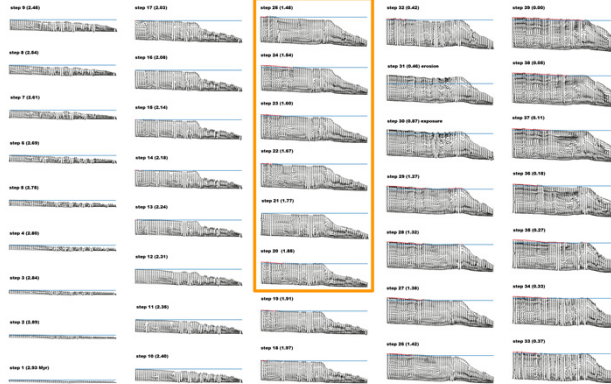 step 9 (2.48)
step 8 (2.54)
step 7 (2.61)
step 6 (2.69)
step 5 (2.75)
step 4 (2.80)
step 3 (2.84)
step 2 (2.89)
step 1 (2.93 Myr)
step 17 (2.03)
step 16 (2.08)
step 15 (2.14)
step 14 (2.18)
step 13 (2.24)
step 12 (2.31)
step 11 (2.38)
step 10 (2.40)
step 25 (1.48)
step 24 (1.54)
step 23 (1.60)
step 22 (1.67)
step 21 (1.77)
step 20 (1.88)
step 19 (1.91)
step 18 (1.97)
step 32 (0.42)
step 31 (0.46) erosion
step 30 (0.87) exposure
step 29 (1.27)
step 28 (1.32)
step 27 (1.38)
step 26 (1.42)
step 39 (0.00)
step 38 (0.05)
step 37 (0.11)
step 36 (0.18)
step 35 (0.27)
step 34 (0.33)
step 33 (0.37)